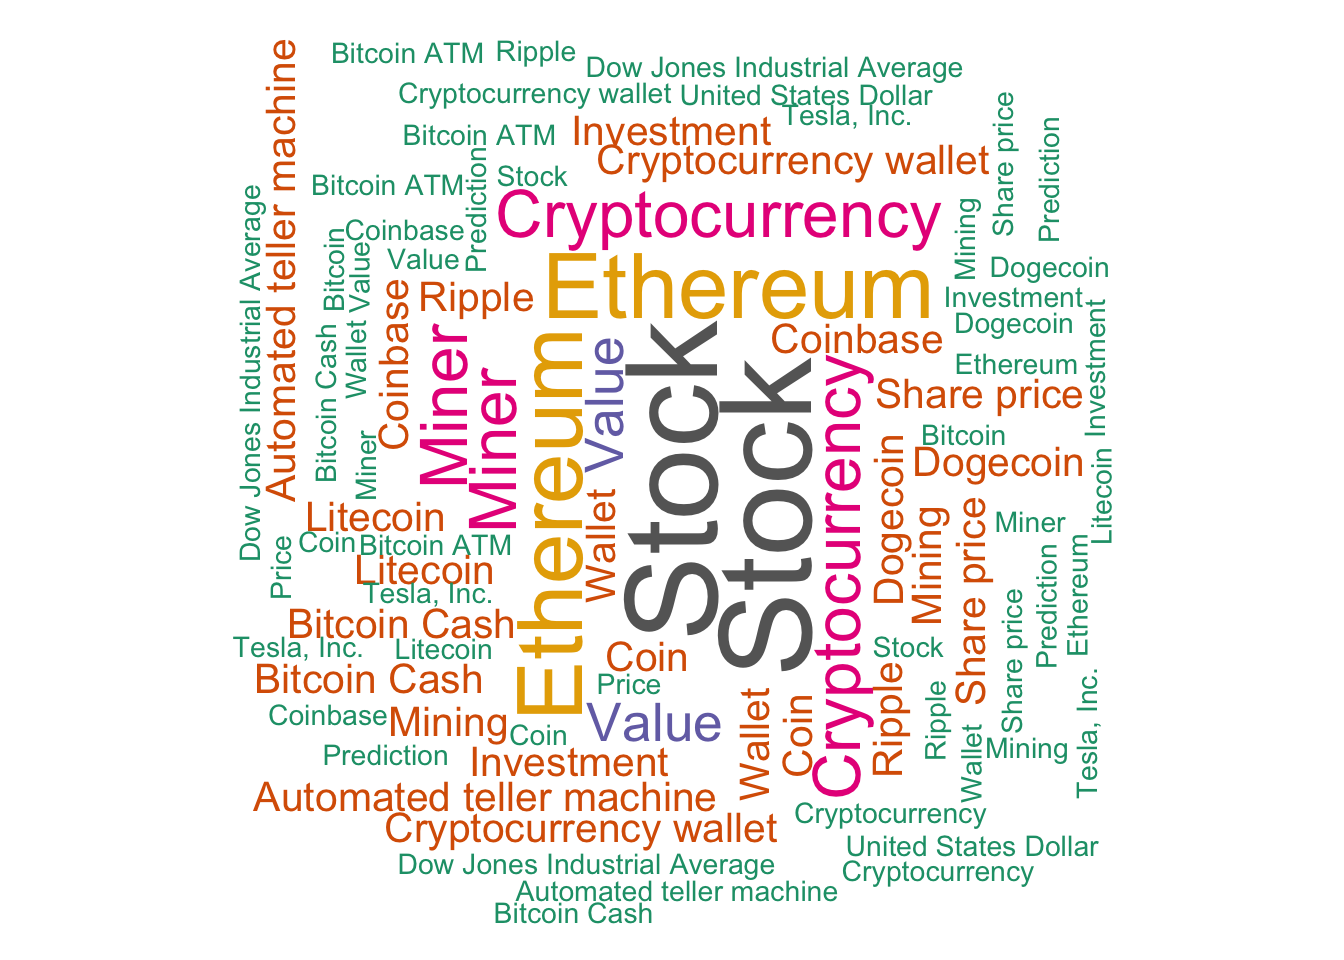 Bitcoin ATM
Ripple
Dow Jones Industrial Average
Cryptocurrency wallet
United States Dollar
Tesla, Inc.
Bitcoin ATM
Investment
Cryptocurrency wallet
Automated teller machine
Share price
Prediction
Prediction
Stock
Bitcoin ATM
Dow Jones Industrial Average
Cryptocurrency
Mining
Bitcoin
Coinbase
Value
Value
Ethereum
Dogecoin
Ripple
Investment
Dogecoin
Investment
Coinbase
Coinbase
Wallet
Bitcoin Cash
Miner
Miner
Ethereum
Value
Stock
Stock
Cryptocurrency
Ethereum
Share price
Bitcoin
Dogecoin
Dogecoin
Miner
Litecoin
Litecoin
Wallet
Mining
Share price
Miner
Price
Coin
Bitcoin ATM
Litecoin
Tesla, Inc.
Prediction
Ethereum
Share price
Bitcoin Cash
Tesla, Inc.
Litecoin
Coin
Stock
Bitcoin Cash
Price
Ripple
Ripple
Tesla, Inc.
Coinbase
Mining
Coin
Value
Wallet
Coin
Wallet
Mining
Prediction
Investment
Automated teller machine
Cryptocurrency
Cryptocurrency wallet
United States Dollar
Dow Jones Industrial Average
Cryptocurrency
Automated teller machine
Bitcoin Cash